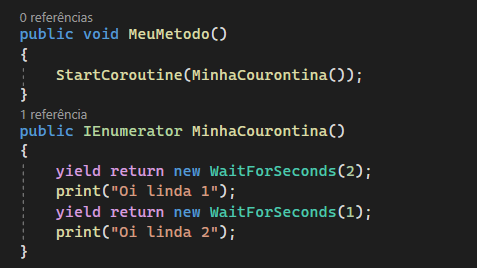 0 referências
public void MeuMetodo()
{
StartCoroutine(MinhaCourontina());
}
1 referência
public IEnumerator MinhaCourontina()
{
yield return new WaitForSeconds(2);
print("Oi linda 1");
yield return new WaitForSeconds(1);
print("Oi linda 2");
}